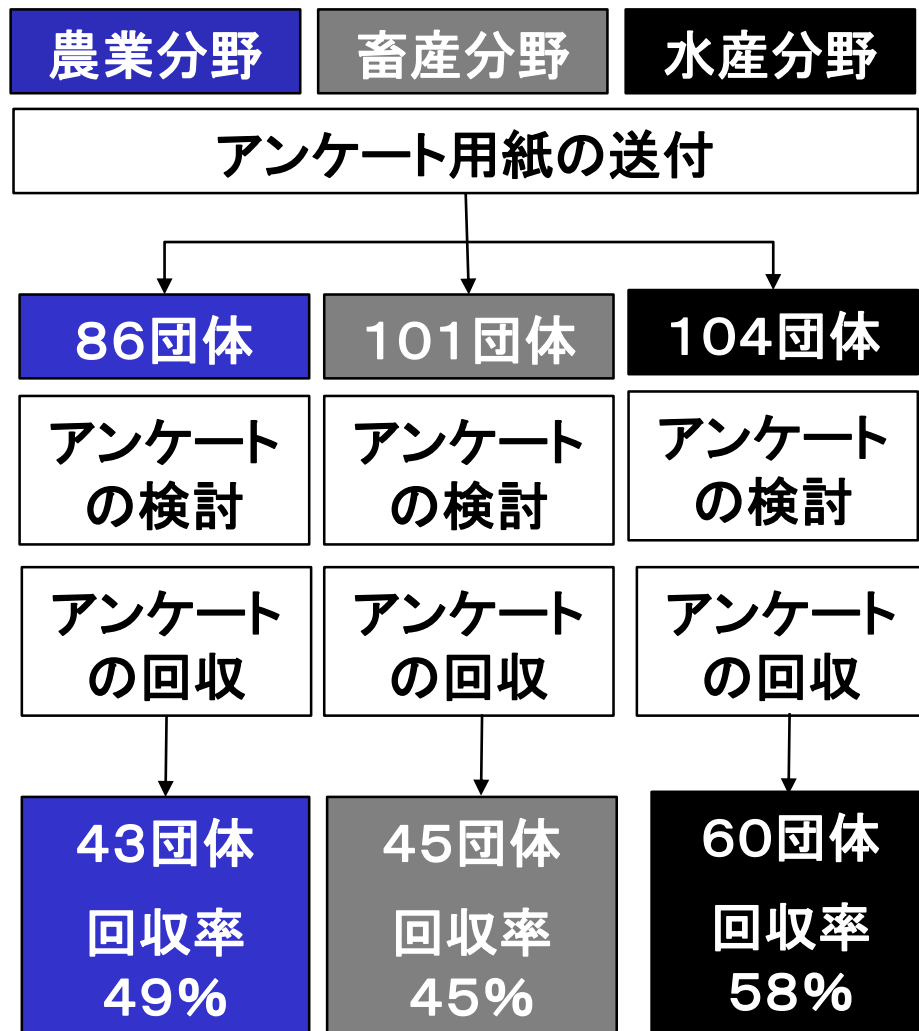 農業分野
畜産分野
水産分野
アンケート用紙の送付
86団体
101団体
104団体
アンケート
の検討
アンケート
の検討
アンケート
の検討
アンケート
の回収
アンケート
の回収
アンケート
の回収
43団体
回収率
49%
45団体
回収率
45%
60団体
回収率
58%